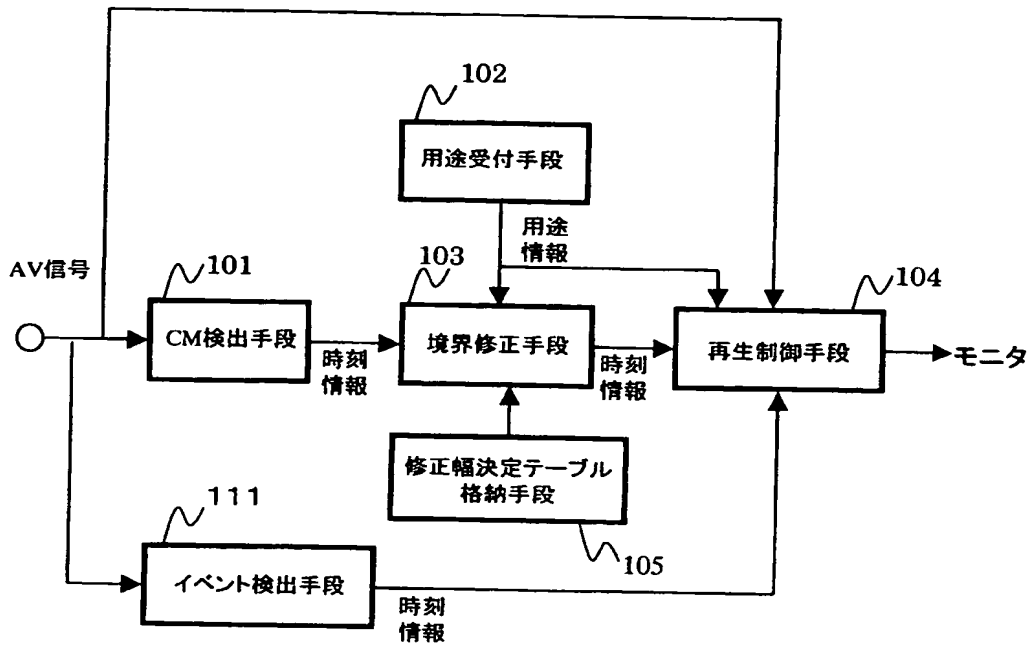 102
用途受付手段
用途
情報
AV信号
101
103
104
CM検出手段
時刻
情報
境界修正手段
時刻
情報
再生制御手段
モニタ
修正幅決定テーブル
格納手段
105
111
イベント検出手段
時刻
情報